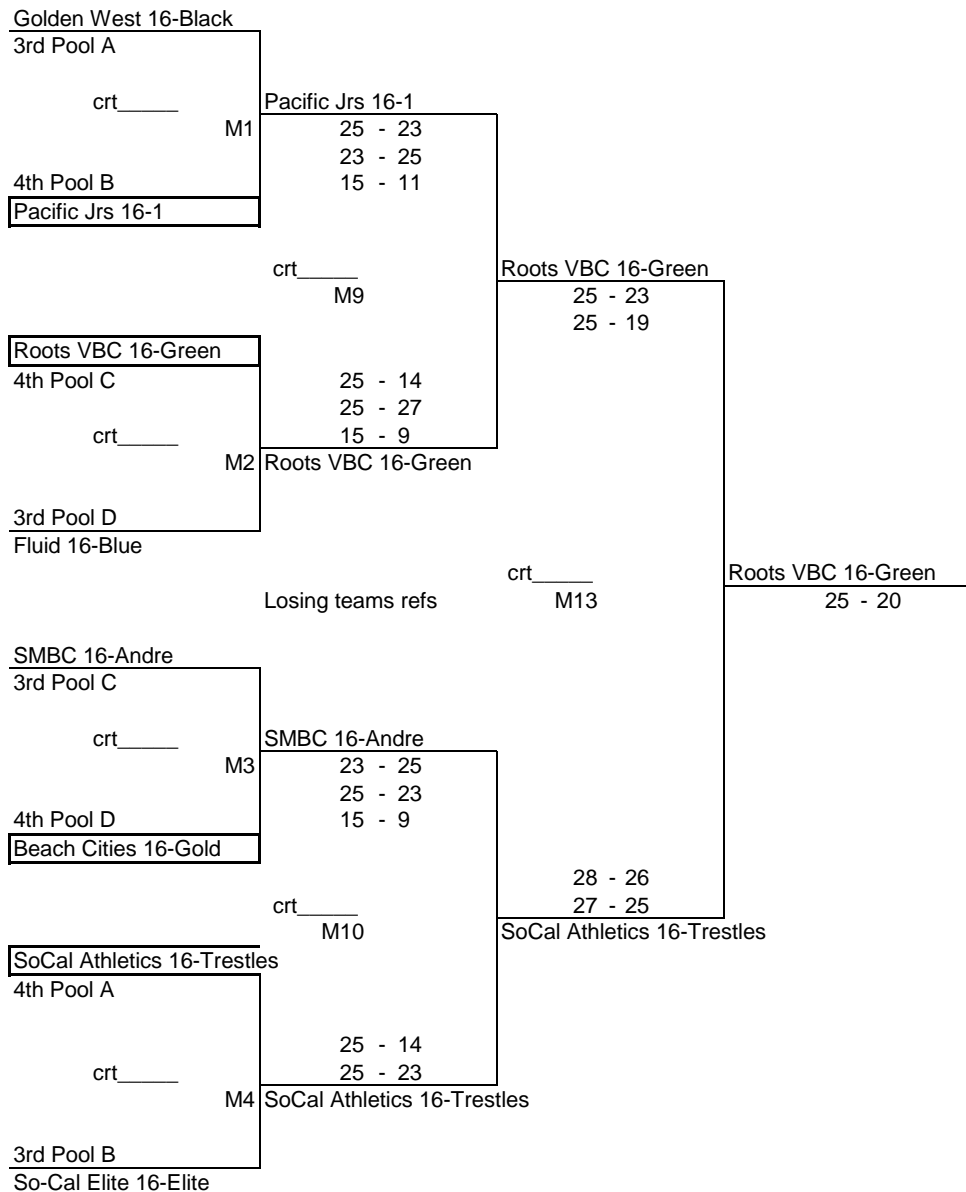 Golden West 16-Black
3rd Pool A
crt_____
Pacific Jrs 16-1
M1
25 - 23
23 - 25
4th Pool B
15 - 11
Pacific Jrs 16-1
crt_____
Roots VBC 16-Green
M9
25 - 23
25 - 19
Roots VBC 16-Green
4th Pool C
25 - 14
25 - 27
crt_____
15 - 9
M2
Roots VBC 16-Green
3rd Pool D
Fluid 16-Blue
crt_____
Roots VBC 16-Green
Losing teams refs
M13
25 - 20
SMBC 16-Andre
3rd Pool C
crt_____
SMBC 16-Andre
M3
23 - 25
25 - 23
4th Pool D
15 - 9
Beach Cities 16-Gold
28 - 26
crt_____
27 - 25
M10
SoCal Athletics 16-Trestles
SoCal Athletics 16-Trestles
4th Pool A
25 - 14
crt_____
25 - 23
M4
SoCal Athletics 16-Trestles
3rd Pool B
So-Cal Elite 16-Elite